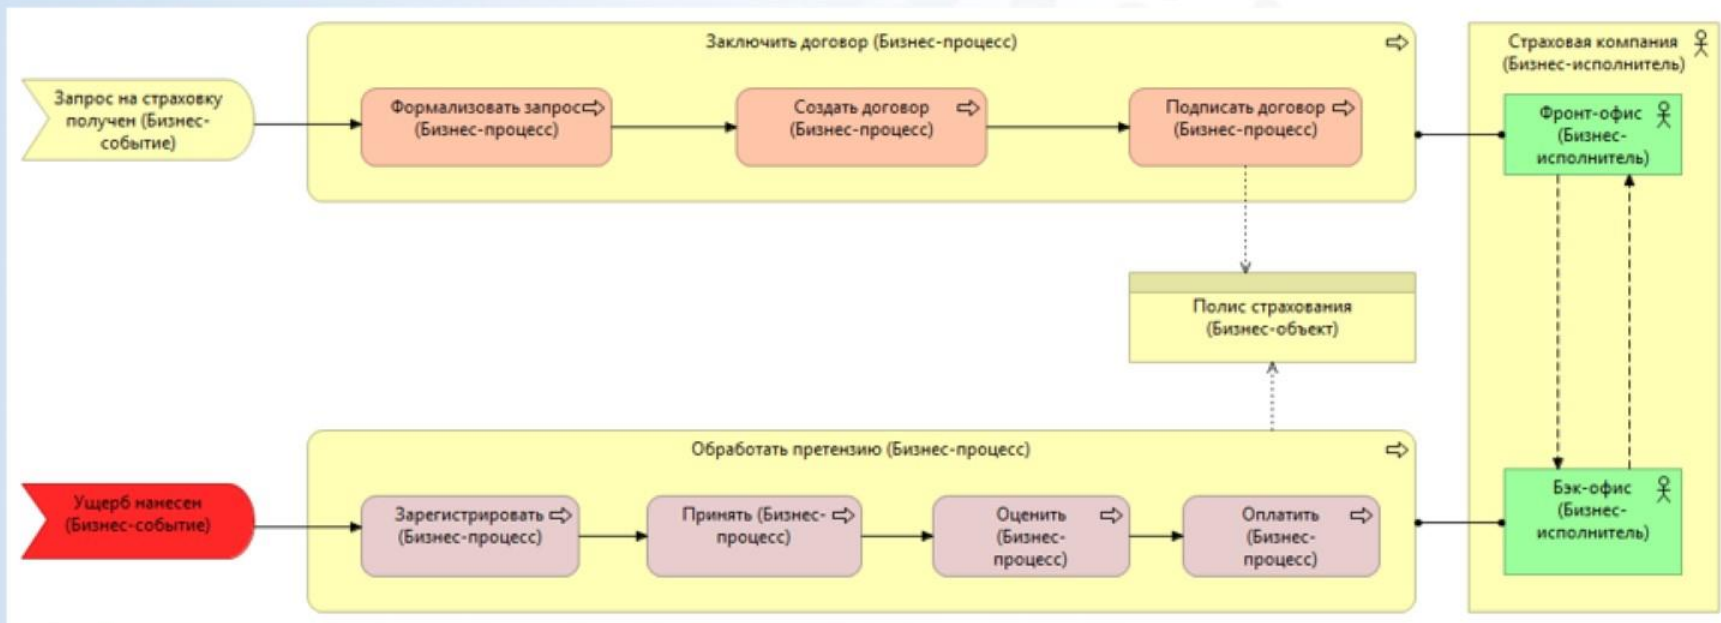 Заключить договор (Бизнес-процесс)
Страховая компания
(Бизнес-исполнитель)
Запрос на страховку
получен (Бизнес-
событие)
Формализовать запрос
(Бизнес-процесс)
Создать договор
(Бизнес-процесс)
Подписать договор
(Бизнес-процесс)
Фронт-офис
(Бизнес-
исполнитель)
Полис страхования
(Бизнес-объект)
Обработать претензию (Бизнес-процесс)
Ущерб нанесен
(Бизнес-событие)
Зарегистрировать
(Бизнес-процесс)
Принять (Бизнес-
процесс)
Оценить
(Бизнес-
процесс)
Оплатить
(Бизнес-
процесс)
Бэк-офис
(Бизнес-
исполнитель)